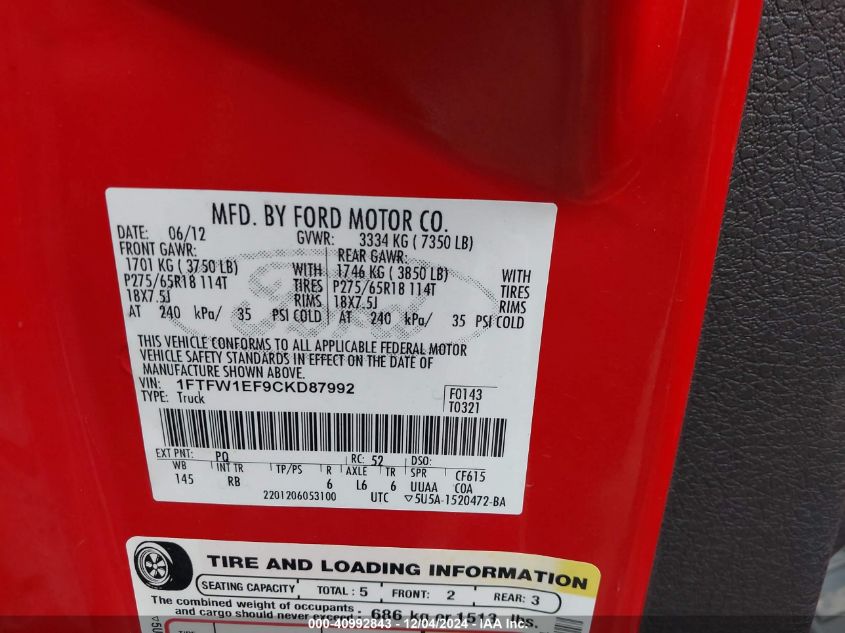 MFD. BY FORD MOTOR CO.
DATE: 06/12 GVWR: 3334 KG ( 7350 LB)
FRONT GAWR: REAR GAWR:
1701 KG ( 3750 LB) WITH 1746 KG ( 3850 LB) WITH
P275/65R18 114T TIRES P275/65R18 114T TIRES
18X7.5J RIMS 18X7.5J RIMS
AT 240 kPa/ 35 PSI COLD AT 240 kPa/ 35 PSI COLD
Ford
THIS VEHICLE CONFORMS TO ALL APPLICABLE FEDERAL MOTOR
VEHICLE SAFETY STANDARDS IN EFFECT ON THE DATE OF
MANUFACTURE SHOWN ABOVE.
VIN: 1FTFW1EF9CKD87992 F0143
TYPE: Truck T0321
EXT PNT: PQ RC: 52 DSO:
WB INT TR TP/PS R AXLE TR SPR CF615
145 RB 6 L6 6 UUAA COA
2201206053100 UTC ▽5U5A-1520472-BA
TIRE AND LOADING INFORMATION
SEATING CAPACITY TOTAL : 5 FRONT: 2 REAR: 3
The combined weight of occupants
and cargo should never exceed : 686 kg or 1513 lbs.
000-40992843 - 12/04/2024 - IAA Inc.